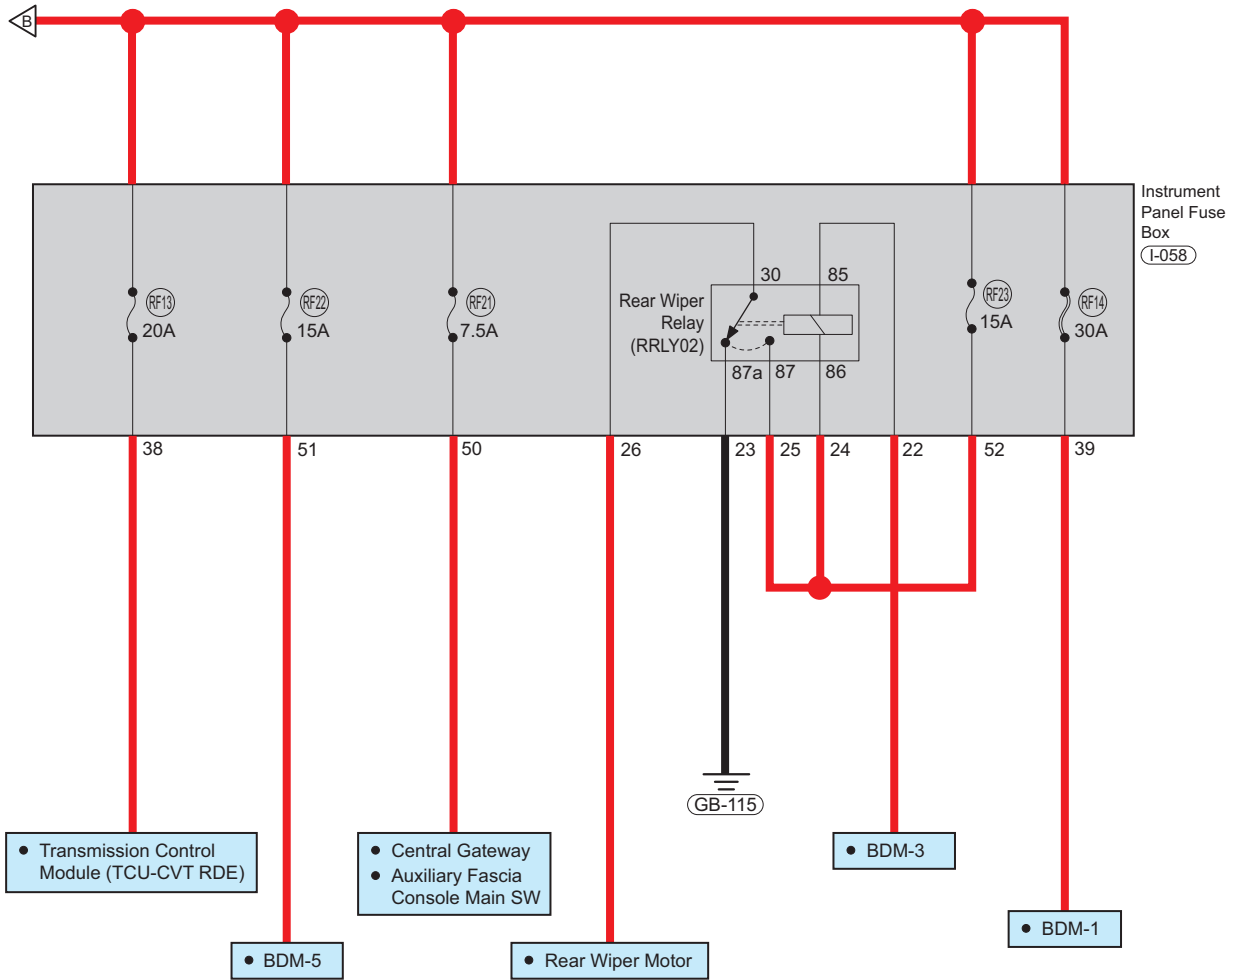 B
Instrument
Panel Fuse
Box
I-058
RF13
20A
RF22
15A
RF21
7.5A
Rear Wiper
Relay
(RRLY02)
30
85
87a
87
86
RF23
15A
RF14
30A
38
51
50
26
23
25
24
22
52
39
GB-115
• Transmission Control
Module (TCU-CVT RDE)
• Central Gateway
• Auxiliary Fascia
Console Main SW
• BDM-3
• BDM-1
• BDM-5
• Rear Wiper Motor